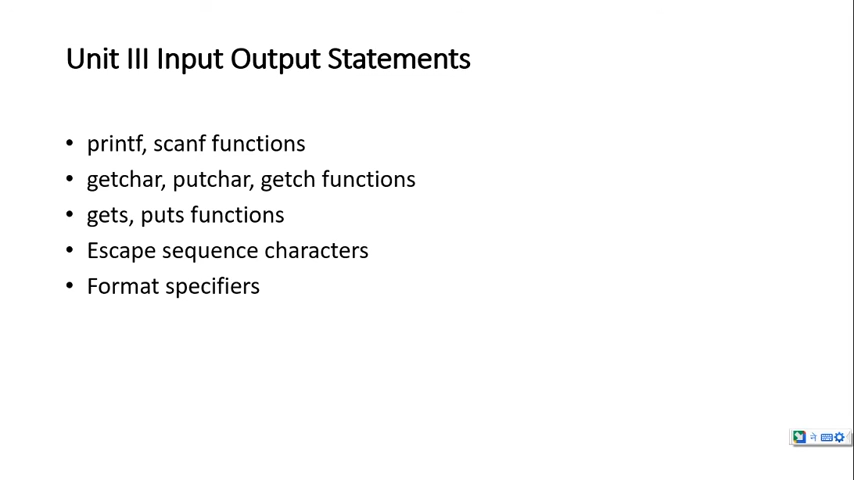 Unit III Input Output Statements
• printf, scanf functions
• getchar, putchar, getch functions
• gets, puts functions
• Escape sequence characters
• Format specifiers
ने